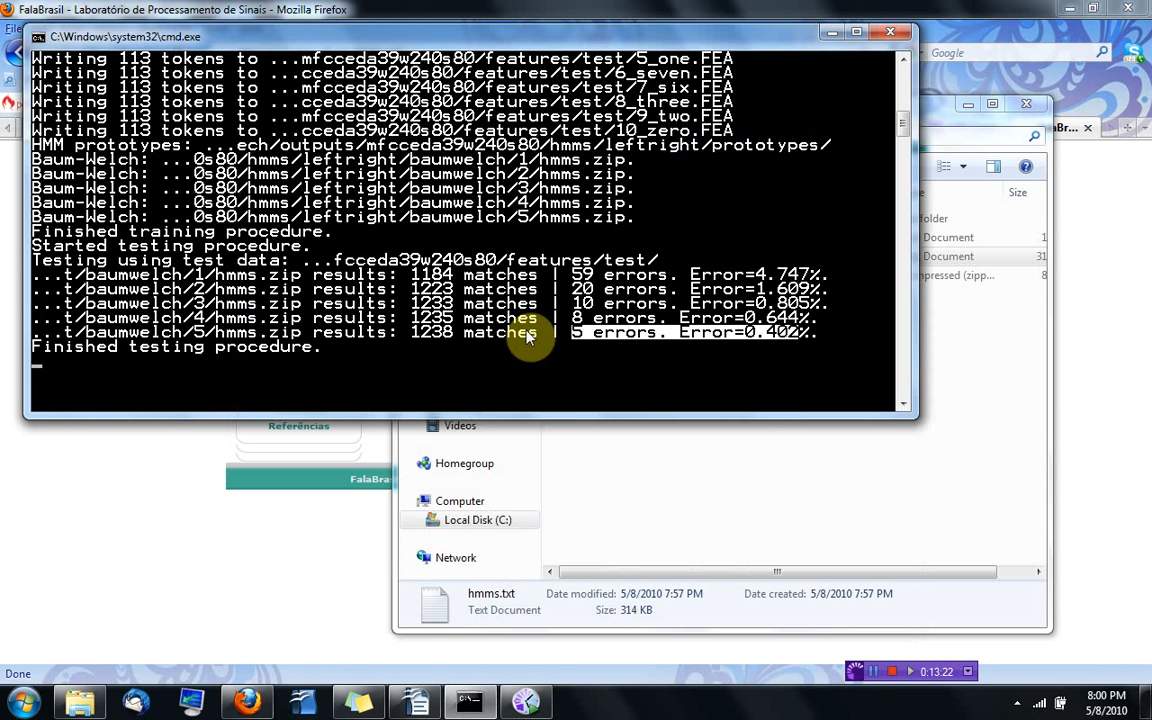 FalaBrasil - Laboratório de Processamento de Sinais - Mozilla Firefox
C:\Windows\system32\cmd.exe
Writing 113 tokens to ...mfcceda39w240s80/features/test/5_one.FEA
Writing 113 tokens to ...cceda39w240s80/features/test/6_seven.FEA
Writing 113 tokens to ...mfcceda39w240s80/features/test/7_six.FEA
Writing 113 tokens to ...cceda39w240s80/features/test/8_three.FEA
Writing 113 tokens to ...mfcceda39w240s80/features/test/9_two.FEA
Writing 113 tokens to ...cceda39w240s80/features/test/10_zero.FEA
HMM prototypes: ...ech/outputs/mfcceda39w240s80/hmms/leftright/prototypes/
Baum-Welch: ...0s80/hmms/leftright/baumwelch/1/hmms.zip.
Baum-Welch: ...0s80/hmms/leftright/baumwelch/2/hmms.zip.
Baum-Welch: ...0s80/hmms/leftright/baumwelch/3/hmms.zip.
Baum-Welch: ...0s80/hmms/leftright/baumwelch/4/hmms.zip.
Baum-Welch: ...0s80/hmms/leftright/baumwelch/5/hmms.zip.
Finished training procedure.
Started testing procedure.
Testing using test data: ...fcceda39w240s80/features/test/
...t/baumwelch/1/hmms.zip results: 1184 matches | 59 errors. Error=4.747%.
...t/baumwelch/2/hmms.zip results: 1223 matches | 20 errors. Error=1.609%.
...t/baumwelch/3/hmms.zip results: 1233 matches | 10 errors. Error=0.805%.
...t/baumwelch/4/hmms.zip results: 1235 matches | 8 errors. Error=0.644%.
...t/baumwelch/5/hmms.zip results: 1238 matches | 5 errors. Error=0.402%.
Finished testing procedure.
Google
aBr...
Size
folder
Document 1
Document 31
pressed (zipp... 8
Referências
FalaBra
Videos
Homegroup
Computer
Local Disk (C:)
Network
hmms.txt Date modified: 5/8/2010 7:57 PM Date created: 5/8/2010 7:57 PM
Text Document Size: 314 KB
Done
0:13:22
8:00 PM
5/8/2010